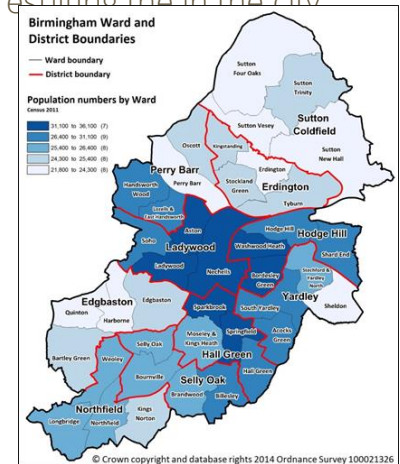 Birmingham Ward and
District Boundaries
Ward boundary
District boundary
Population numbers by Ward
Census 2011
31,100 to 36,100 (7)
26,400 to 31,100 (9)
25,400 to 26,400 (8)
24,300 to 25,400 (8)
21,800 to 24,300 (8)
Sutton
Four Oaks
Sutton
Trinity
Sutton
Coldfield
Sutton Vesey
Sutton
New Hall
Oscott
Kingstanding
Perry Barr
Perry Barr
Erdington
Stockland
Green
Erdington
Tyburn
Handsworth
Wood
Lozells &
East Handsworth
Aston
Soho
Ladywood
Ladywood
Nechells
Hodge Hill
Hodge Hill
Washwood Heath
Shard End
Bordesley
Green
Stechford &
Yardley
North
Yardley
Sheldon
Edgbaston
Edgbaston
Quinton
Harborne
Sparkbrook
South Yardley
Springfield
Acocks
Green
Moseley &
Kings Heath
Hall Green
Hall Green
Bartley Green
Weoley
Selly Oak
Bournville
Selly Oak
Brandwood
Billesley
Northfield
Longbridge
Northfield
Kings
Norton
© Crown copyright and database rights 2014 Ordnance Survey 100021326